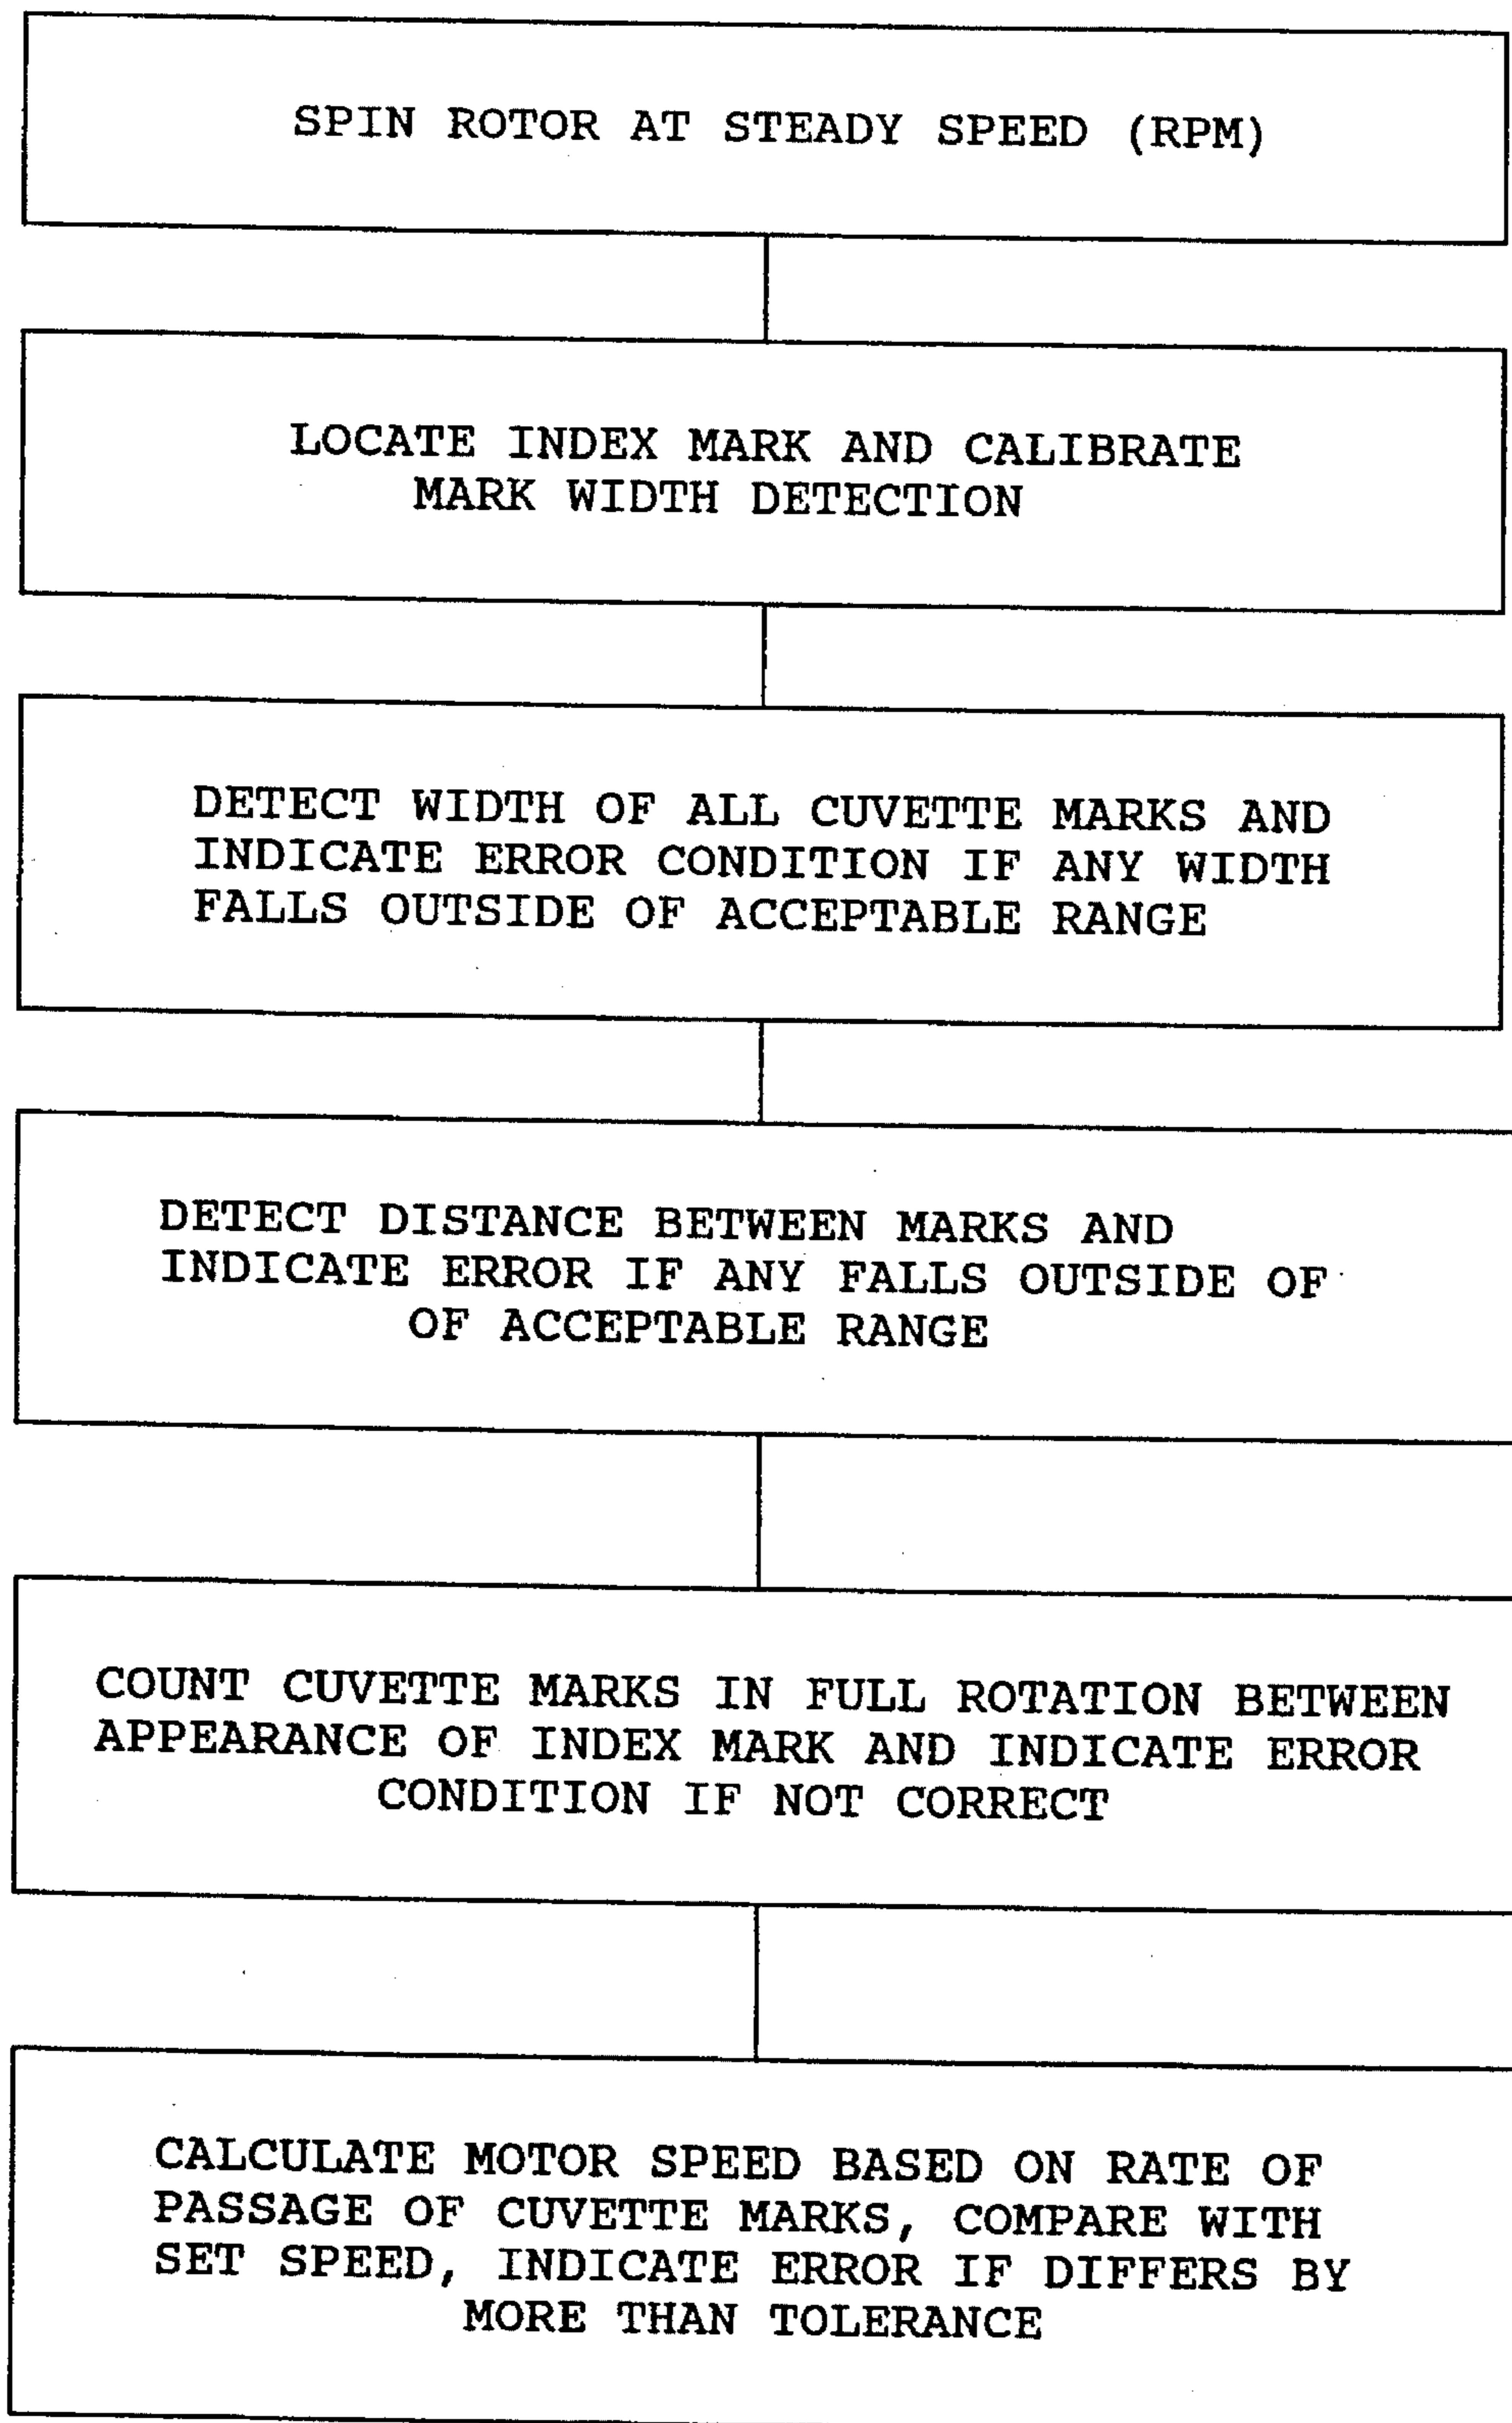 SPIN ROTOR AT STEADY SPEED (RPM)
LOCATE INDEX MARK AND CALIBRATE
MARK WIDTH DETECTION
DETECT WIDTH OF ALL CUVETTE MARKS AND
INDICATE ERROR CONDITION IF ANY WIDTH
FALLS OUTSIDE OF ACCEPTABLE RANGE
DETECT DISTANCE BETWEEN MARKS AND
INDICATE ERROR IF ANY FALLS OUTSIDE OF
OF ACCEPTABLE RANGE
COUNT CUVETTE MARKS IN FULL ROTATION BETWEEN
APPEARANCE OF INDEX MARK AND INDICATE ERROR
CONDITION IF NOT CORRECT
CALCULATE MOTOR SPEED BASED ON RATE OF
PASSAGE OF CUVETTE MARKS, COMPARE WITH
SET SPEED, INDICATE ERROR IF DIFFERS BY
MORE THAN TOLERANCE